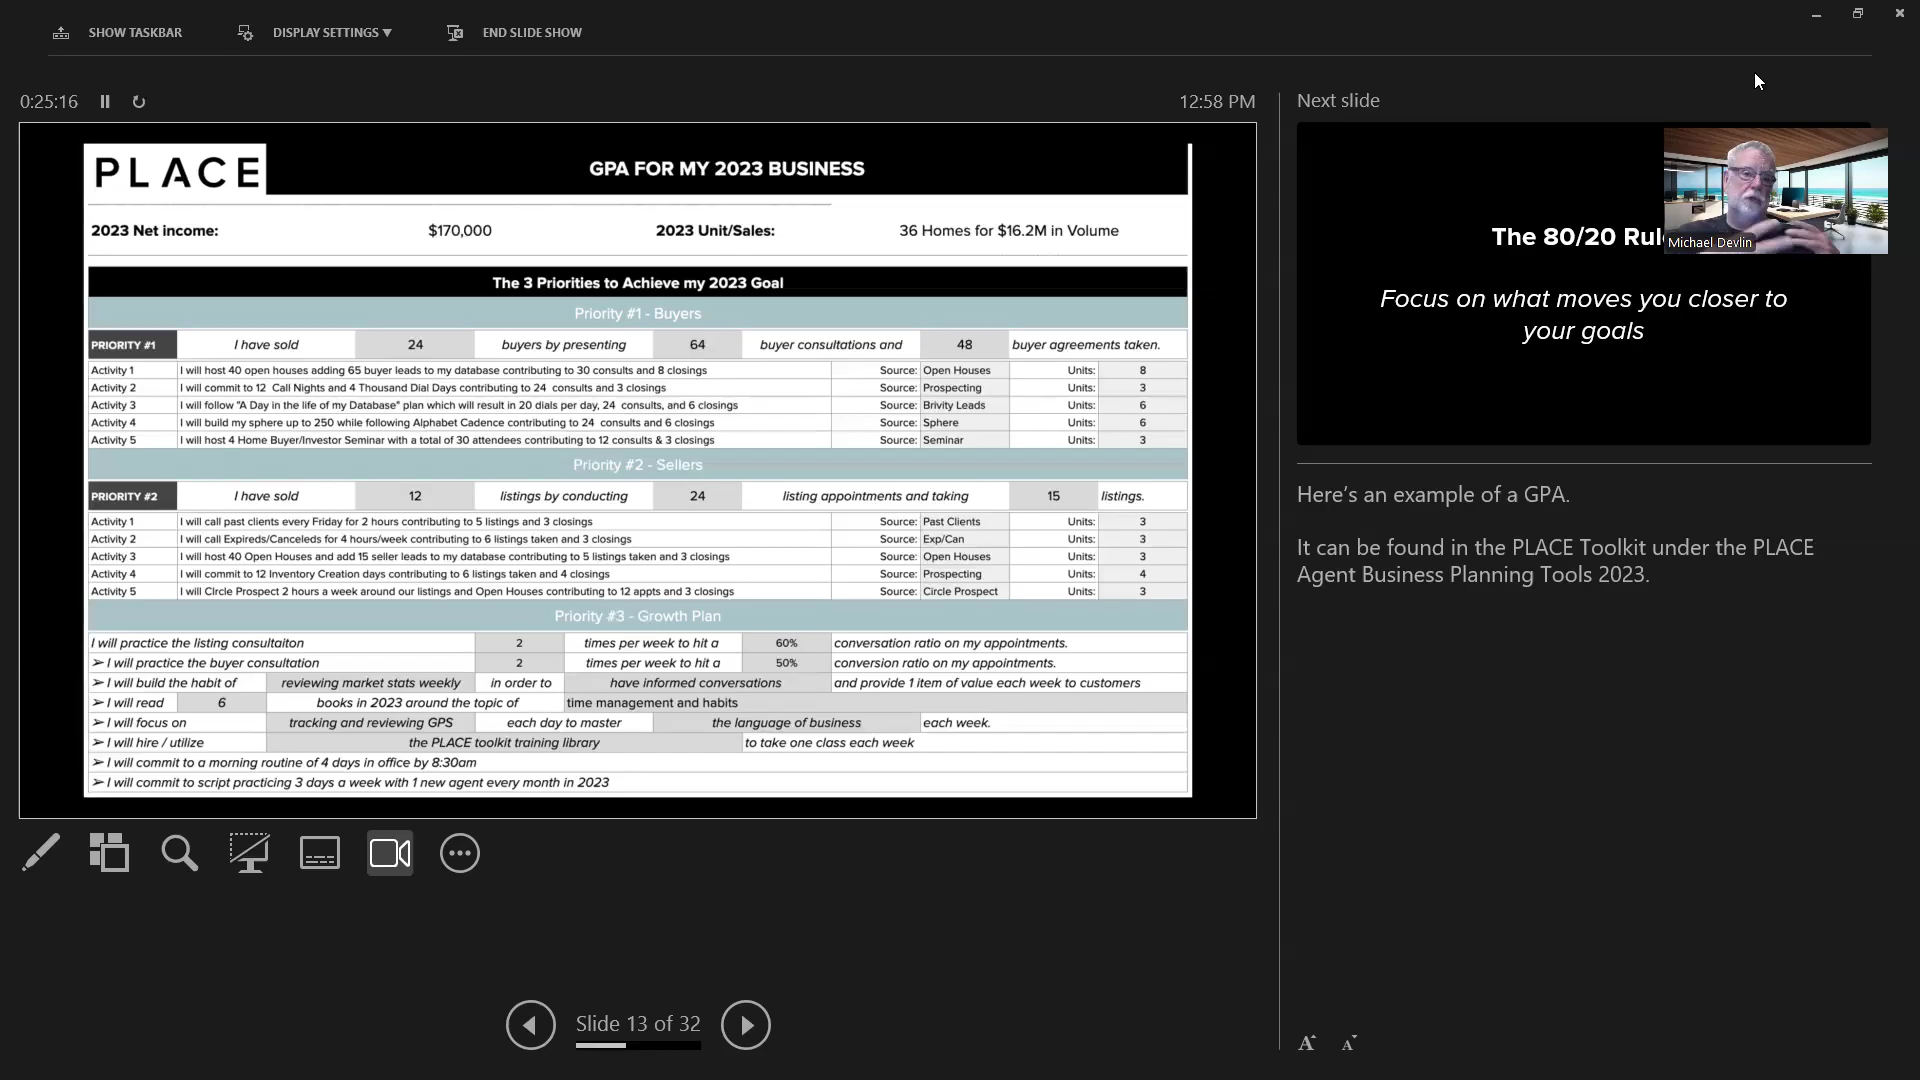 SHOW TASKBAR DISPLAY SETTINGS ▼ END SLIDE SHOW
0:25:16 12:58 PM
PLACE GPA FOR MY 2023 BUSINESS
2023 Net income: $170,000 2023 Unit/Sales: 36 Homes for $16.2M in Volume
The 3 Priorities to Achieve my 2023 Goal
Priority #1 - Buyers
PRIORITY #1 I have sold 24 buyers by presenting 64 buyer consultations and 48 buyer agreements taken.
Activity 1 I will host 40 open houses adding 65 buyer leads to my database contributing to 30 consults and 8 closings Source: Open Houses Units: 8
Activity 2 I will commit to 12 Call Nights and 4 Thousand Dial Days contributing to 24 consults and 3 closings Source: Prospecting Units: 3
Activity 3 I will follow "A Day in the life of my Database" plan which will result in 20 dials per day, 24 consults, and 6 closings Source: Brivity Leads Units: 6
Activity 4 I will build my sphere up to 250 while following Alphabet Cadence contributing to 24 consults and 6 closings Source: Sphere Units: 6
Activity 5 I will host 4 Home Buyer/Investor Seminar with a total of 30 attendees contributing to 12 consults & 3 closings Source: Seminar Units: 3
Priority #2 - Sellers
PRIORITY #2 I have sold 12 listings by conducting 24 listing appointments and taking 15 listings.
Activity 1 I will call past clients every Friday for 2 hours contributing to 5 listings and 3 closings Source: Past Clients Units: 3
Activity 2 I will call Expireds/Canceleds for 4 hours/week contributing to 6 listings taken and 3 closings Source: Exp/Can Units: 3
Activity 3 I will host 40 Open Houses and add 15 seller leads to my database contributing to 5 listings taken and 3 closings Source: Open Houses Units: 3
Activity 4 I will commit to 12 Inventory Creation days contributing to 6 listings taken and 4 closings Source: Prospecting Units: 4
Activity 5 I will Circle Prospect 2 hours a week around our listings and Open Houses contributing to 12 appts and 3 closings Source: Circle Prospect Units: 3
Priority #3 - Growth Plan
I will practice the listing consultaiton 2 times per week to hit a 60% conversation ratio on my appointments.
➢ I will practice the buyer consultation 2 times per week to hit a 50% conversion ratio on my appointments.
➢ I will build the habit of reviewing market stats weekly in order to have informed conversations and provide 1 item of value each week to customers
➢ I will read 6 books in 2023 around the topic of time management and habits
➢ I will focus on tracking and reviewing GPS each day to master the language of business each week.
➢ I will hire / utilize the PLACE toolkit training library to take one class each week
➢ I will commit to a morning routine of 4 days in office by 8:30am
➢ I will commit to script practicing 3 days a week with 1 new agent every month in 2023
Slide 13 of 32
Next slide
The 80/20 Rul
Michael Devlin
Focus on what moves you closer to
your goals
Here's an example of a GPA.
It can be found in the PLACE Toolkit under the PLACE
Agent Business Planning Tools 2023.
A A